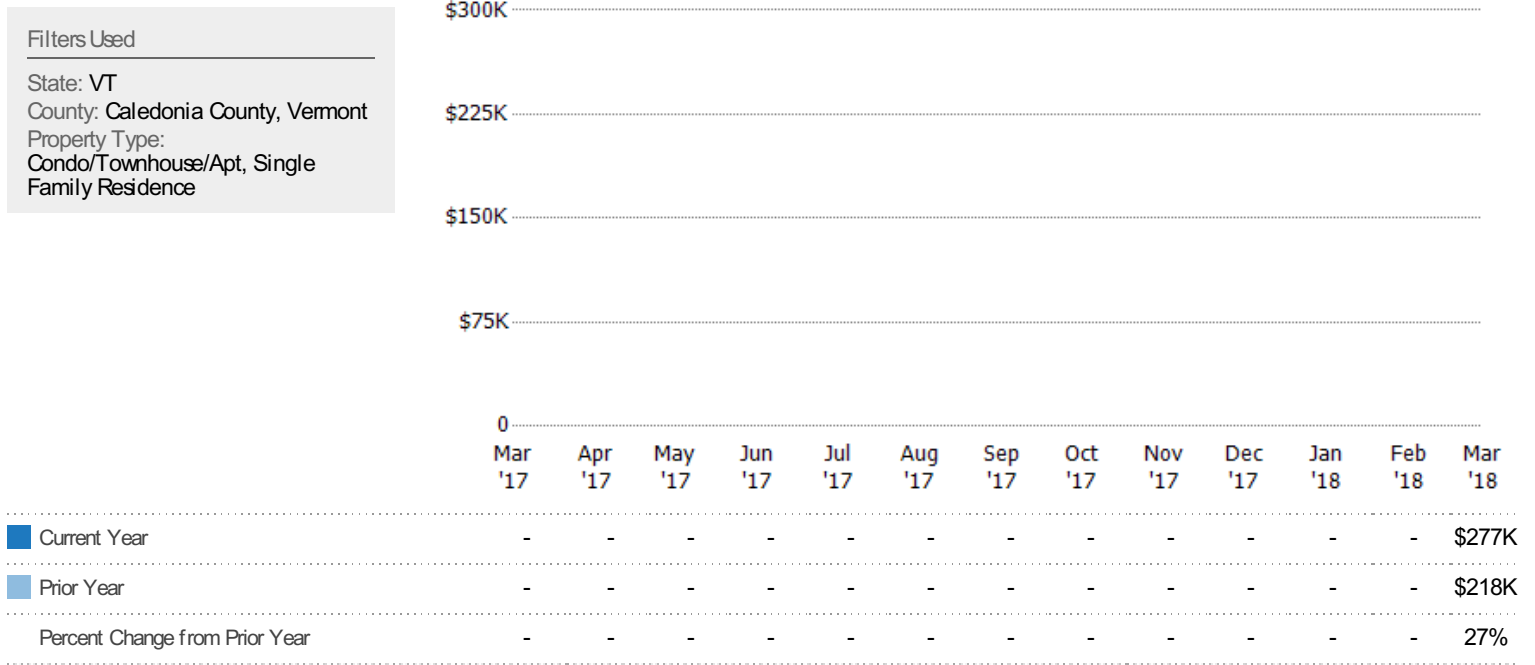 Filters Used
State: VT
County: Caledonia County, Vermont
Property Type:
Condo/Townhouse/Apt, Single
Family Residence
$300K
$225K
$150K
$75K
0
Mar Apr May Jun Jul Aug Sep Oct Nov Dec Jan Feb Mar
'17 '17 '17 '17 '17 '17 '17 '17 '17 '17 '18 '18 '18
Current Year - - - - - - - - - - - - $277K
Prior Year - - - - - - - - - - - - $218K
Percent Change from Prior Year - - - - - - - - - - - - 27%